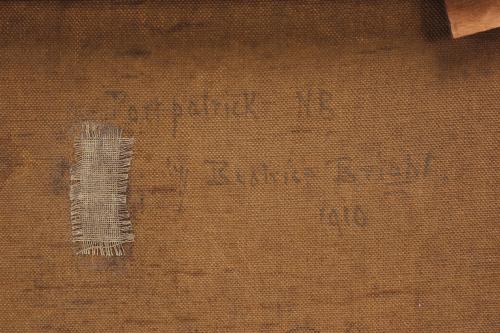 Portpatrick NB
by Beatrice Bright.
1910